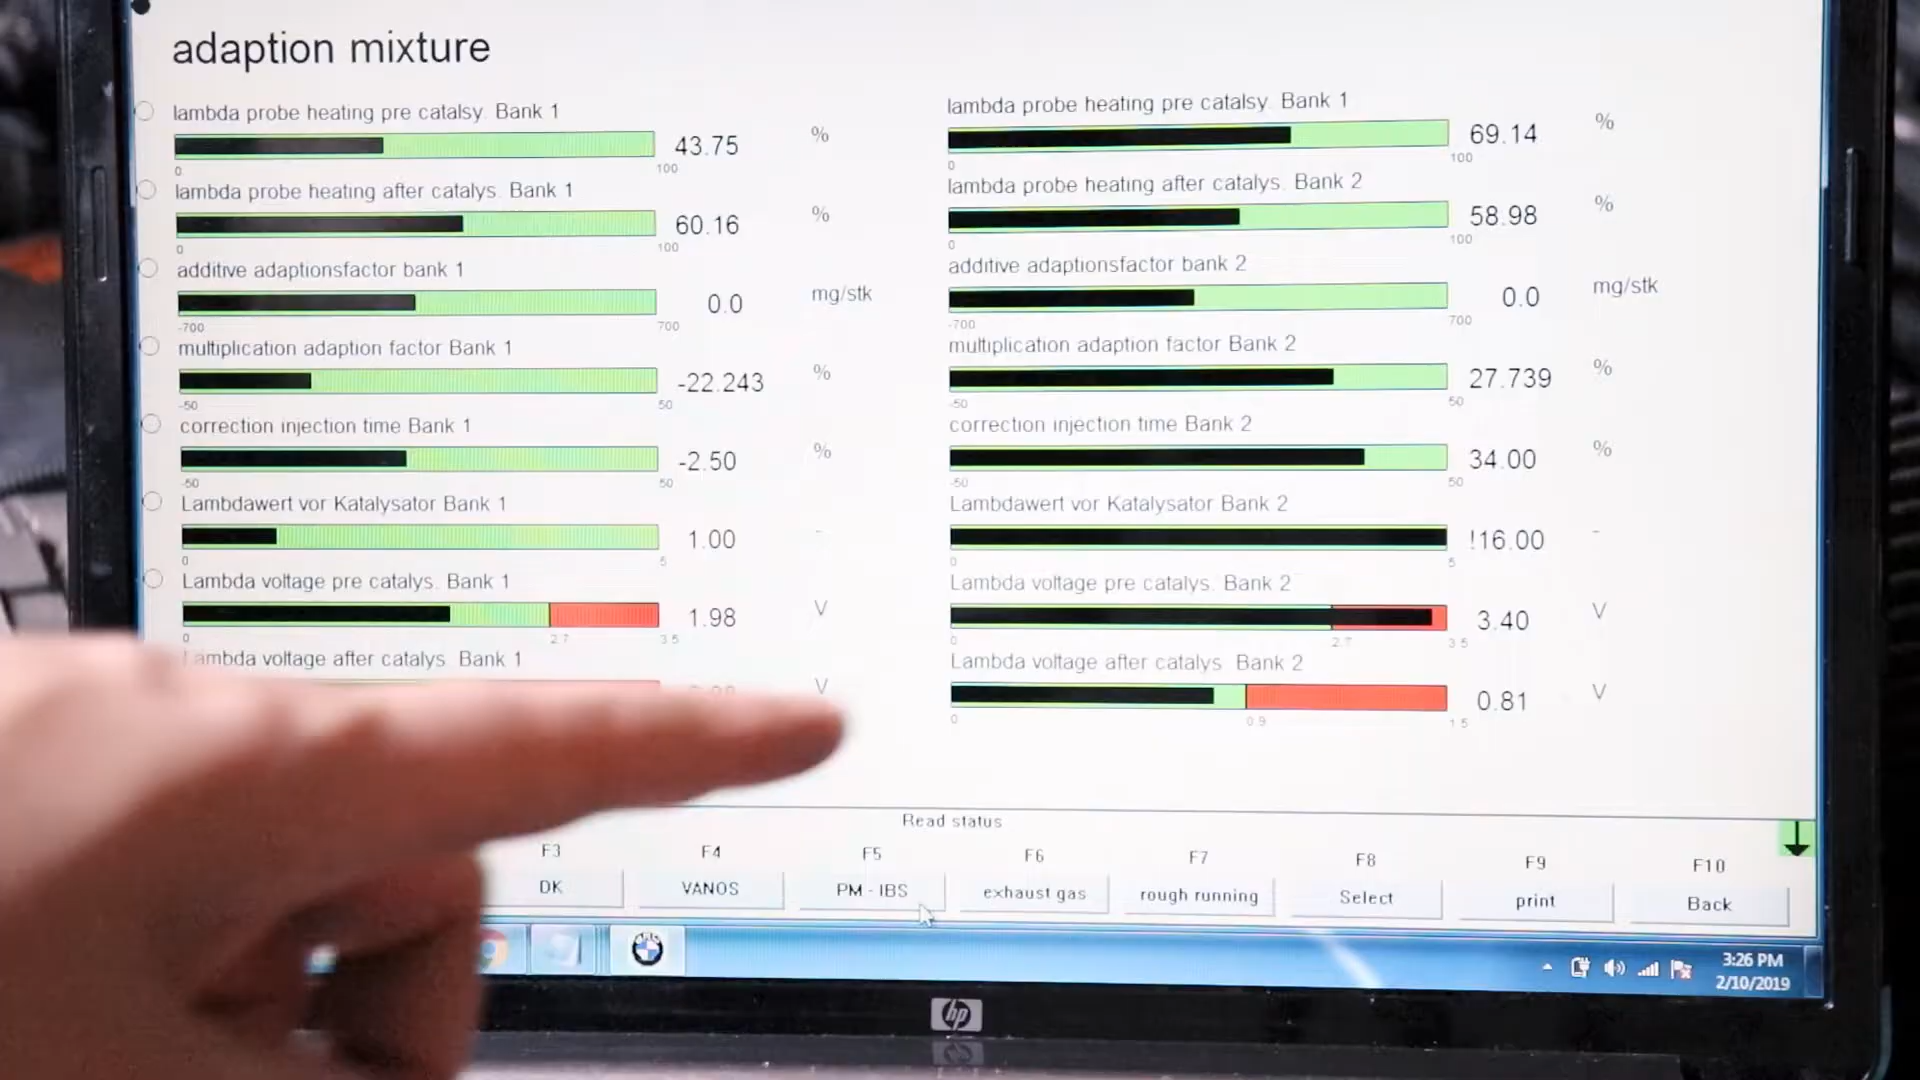 adaption mixture
lambda probe heating pre catalsy. Bank 1
43.75 %
0 100
lambda probe heating after catalys. Bank 1
60.16 %
0 100
additive adaptionsfactor bank 1
0.0 mg/stk
-700 700
multiplication adaption factor Bank 1
-22.243 %
-50 50
correction injection time Bank 1
-2.50 %
-50 50
Lambdawert vor Katalysator Bank 1
1.00 -
0 5
Lambda voltage pre catalys. Bank 1
1.98 V
0 2.7 3.5
Lambda voltage after catalys. Bank 1
V
lambda probe heating pre catalsy. Bank 1
69.14 %
0 100
lambda probe heating after catalys. Bank 2
58.98 %
0 100
additive adaptionsfactor bank 2
0.0 mg/stk
-700 700
multiplication adaption factor Bank 2
27.739 %
-50 50
correction injection time Bank 2
34.00 %
-50 50
Lambdawert vor Katalysator Bank 2
!16.00 -
0 5
Lambda voltage pre catalys. Bank 2
3.40 V
0 2.7 3.5
Lambda voltage after catalys. Bank 2
0.81 V
0 0.9 1.5
Read status
F3 F4 F5 F6 F7 F8 F9 F10
DK VANOS PM - IBS exhaust gas rough running Select print Back
3:26 PM
2/10/2019
hp